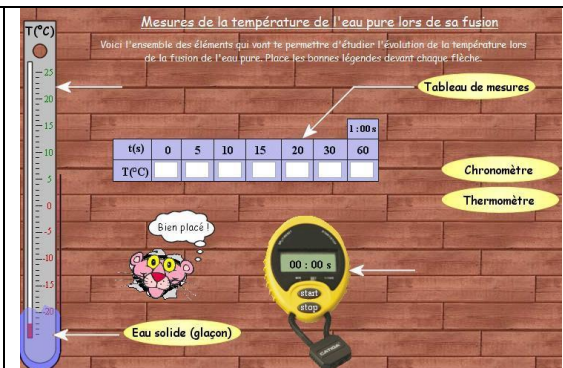 T(°C)
Mesures de la température de l'eau pure lors de sa fusion
Voici l'ensemble des éléments qui vont te permettre d'étudier l'évolution de la température lors
de la fusion de l'eau pure. Place les bonnes légendes devant chaque flèche.
25
20
15
10
5
0
-5
-10
-15
-20
Tableau de mesures
1:00 s
t(s) 0 5 10 15 20 30 60
T(°C)
Chronomètre
Thermomètre
Bien placé !
00 : 00 s
start
stop
Eau solide (glaçon)